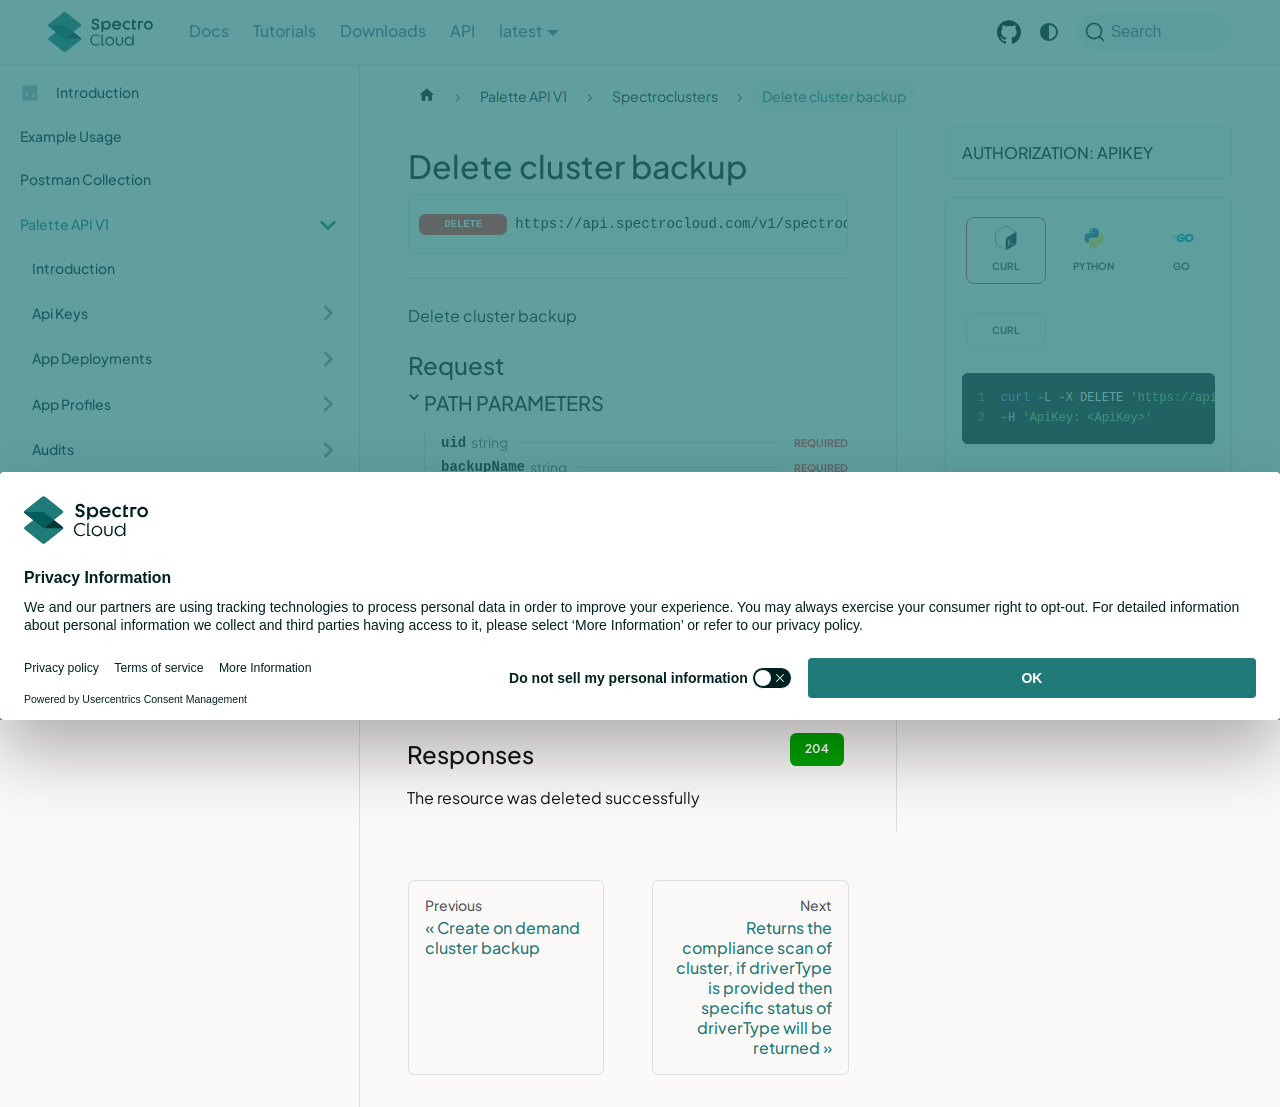 Spectro Cloud
Docs
Tutorials
Downloads
API
latest
Search
Introduction
Example Usage
Postman Collection
Palette API V1
Introduction
Api Keys
App Deployments
App Profiles
Audits
Palette API V1
Spectroclusters
Delete cluster backup
Delete cluster backup
DELETE https://api.spectrocloud.com/v1/spectroc
Delete cluster backup
Request
PATH PARAMETERS
uid string REQUIRED
backupName string REQUIRED
AUTHORIZATION: APIKEY
CURL
PYTHON
GO
CURL
1 curl -L -X DELETE 'https://api
2 -H 'ApiKey: <ApiKey>'
Spectro Cloud
Privacy Information
We and our partners are using tracking technologies to process personal data in order to improve your experience. You may always exercise your consumer right to opt-out. For detailed information
about personal information we collect and third parties having access to it, please select ‘More Information’ or refer to our privacy policy.
Privacy policy
Terms of service
More Information
Do not sell my personal information
OK
Powered by Usercentrics Consent Management
Responses
204
The resource was deleted successfully
Previous
« Create on demand
cluster backup
Next
Returns the
compliance scan of
cluster, if driverType
is provided then
specific status of
driverType will be
returned »